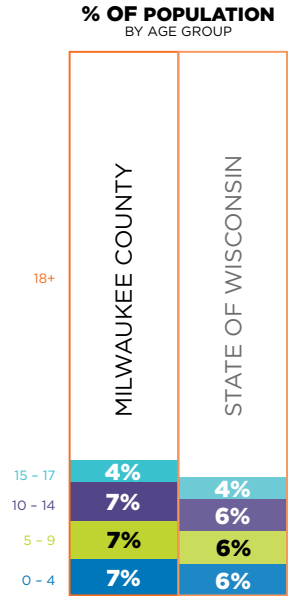 % OF POPULATION
BY AGE GROUP
MILWAUKEE COUNTY
STATE OF WISCONSIN
18+
15 – 17
4%
4%
10 – 14
7%
6%
5 – 9
7%
6%
0 – 4
7%
6%